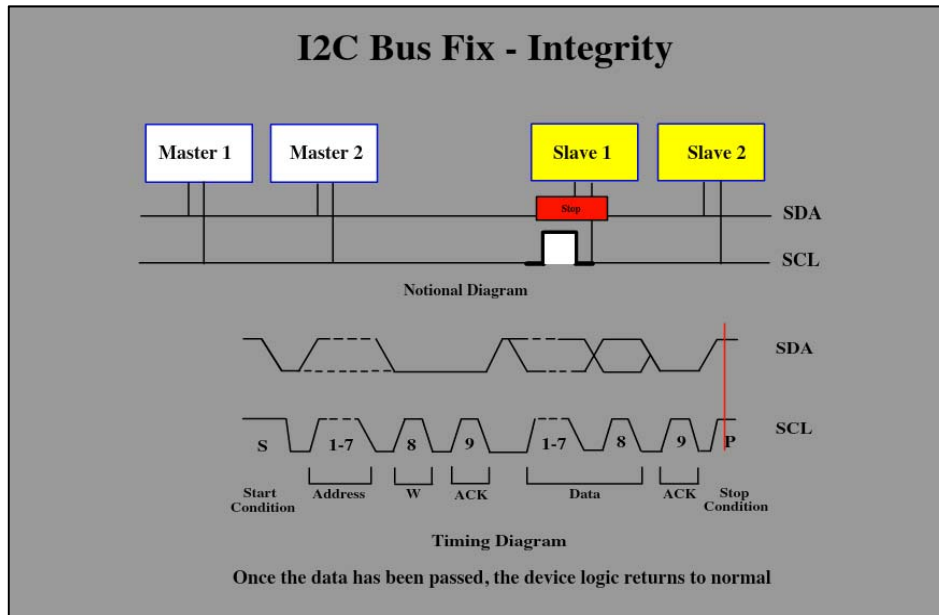 I2C Bus Fix - Integrity
Master 1
Master 2
Slave 1
Slave 2
Stop
SDA
SCL
Notional Diagram
SDA
SCL
S
1-7
8
9
1-7
8
9
P
Start
Condition
Address
W
ACK
Data
ACK
Stop
Condition
Timing Diagram
Once the data has been passed, the device logic returns to normal